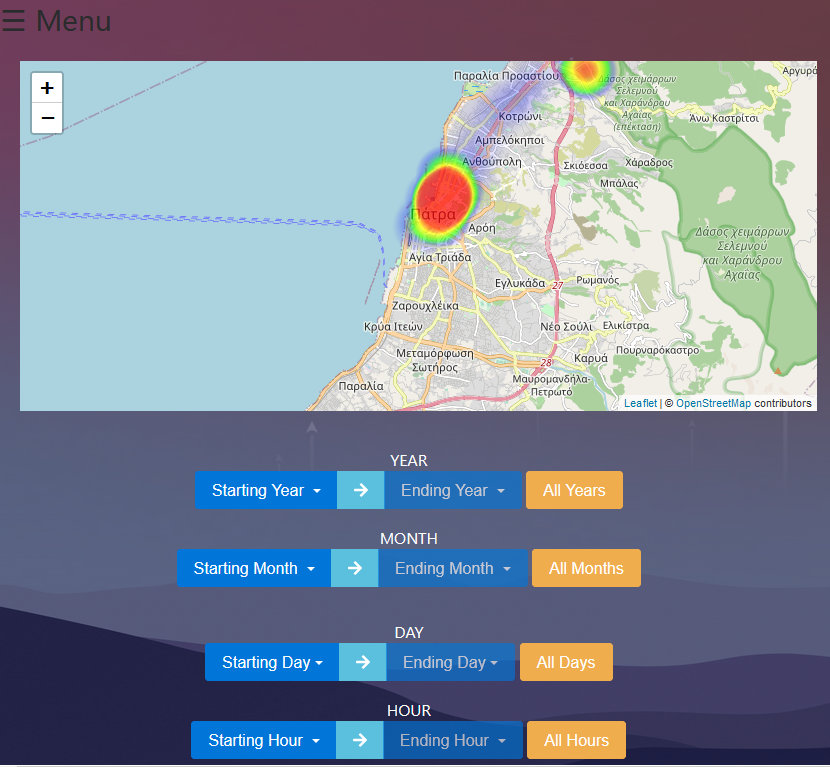 ☰ Menu
+
−
Παραλία Προαστίου
Κοτρώνι
Αμπελόκηποι
Ανθούπολη
Σκιόεσσα
Χάραδρος
Μπάλας
Δάσος χειμάρρων
Σελεμνού
και Χαράνδρου
Αχαΐας
(επέκταση)
Αργυρά
Άνω Καστρίτσι
Πάτρα
Αρόη
Αγία Τριάδα
Δάσος χειμάρρων
Σελεμνού
και Χαράνδρου
Αχαΐας
Εγλυκάδα
27
Ρωμανός
Ζαρουχλέικα
Κρύα Ιτεών
Νέο Σούλι
Ελικίστρα
Μεταμόρφωση
Σωτήρος
28
Καρυά
Πουρναρόκαστρο
Παραλία
Μαυρομανδήλα-
Πετρωτό
Leaflet | © OpenStreetMap contributors
YEAR
Starting Year
Ending Year
All Years
MONTH
Starting Month
Ending Month
All Months
DAY
Starting Day
Ending Day
All Days
HOUR
Starting Hour
Ending Hour
All Hours